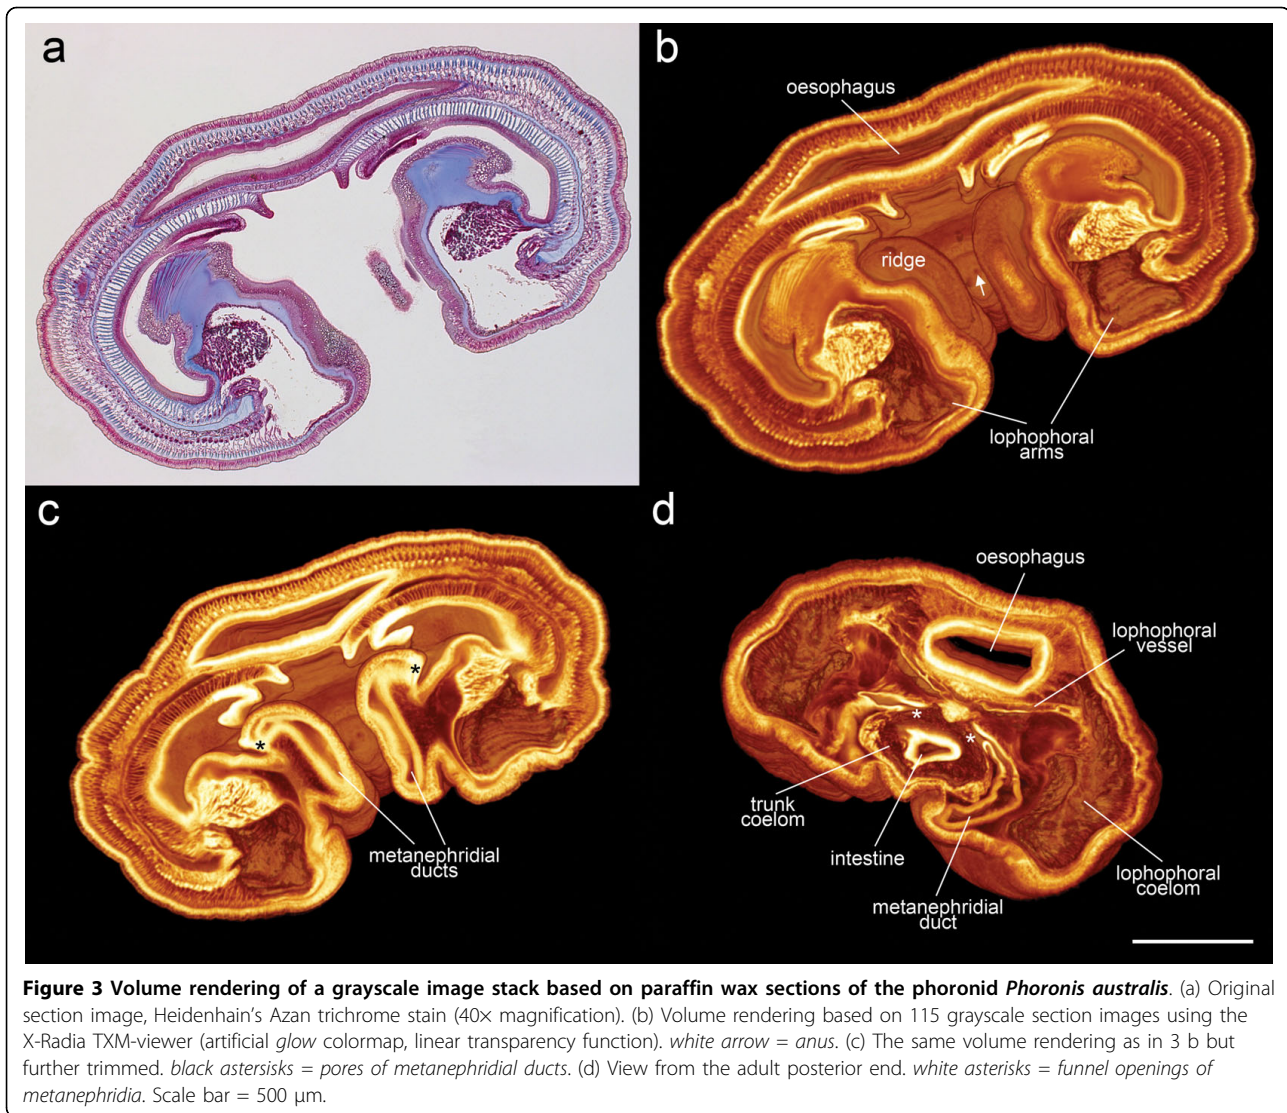 a
b
oesophagus
ridge
lophophoral
arms
c
metanephridial
ducts
*
*
d
oesophagus
lophophoral
vessel
*
*
trunk
coelom
intestine
metanephridial
duct
lophophoral
coelom
Figure 3 Volume rendering of a grayscale image stack based on paraffin wax sections of the phoronid Phoronis australis. (a) Original
section image, Heidenhain's Azan trichrome stain (40× magnification). (b) Volume rendering based on 115 grayscale section images using the
X-Radia TXM-viewer (artificial glow colormap, linear transparency function). white arrow = anus. (c) The same volume rendering as in 3 b but
further trimmed. black astersisks = pores of metanephridial ducts. (d) View from the adult posterior end. white asterisks = funnel openings of
metanephridia. Scale bar = 500 μm.